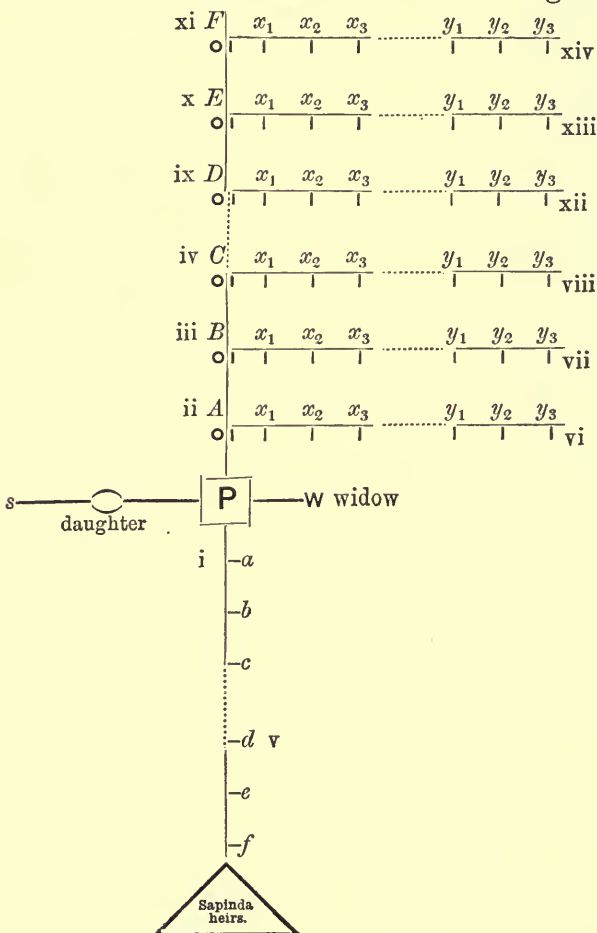 xi F x₁ x₂ x₃ y₁ y₂ y₃
xiv
x E x₁ x₂ x₃ y₁ y₂ y₃
xiii
ix D x₁ x₂ x₃ y₁ y₂ y₃
xii
iv C x₁ x₂ x₃ y₁ y₂ y₃
viii
iii B x₁ x₂ x₃ y₁ y₂ y₃
vii
ii A x₁ x₂ x₃ y₁ y₂ y₃
vi
s P w widow
daughter
i a
b
c
d v
e
f
Sapinda
heirs.